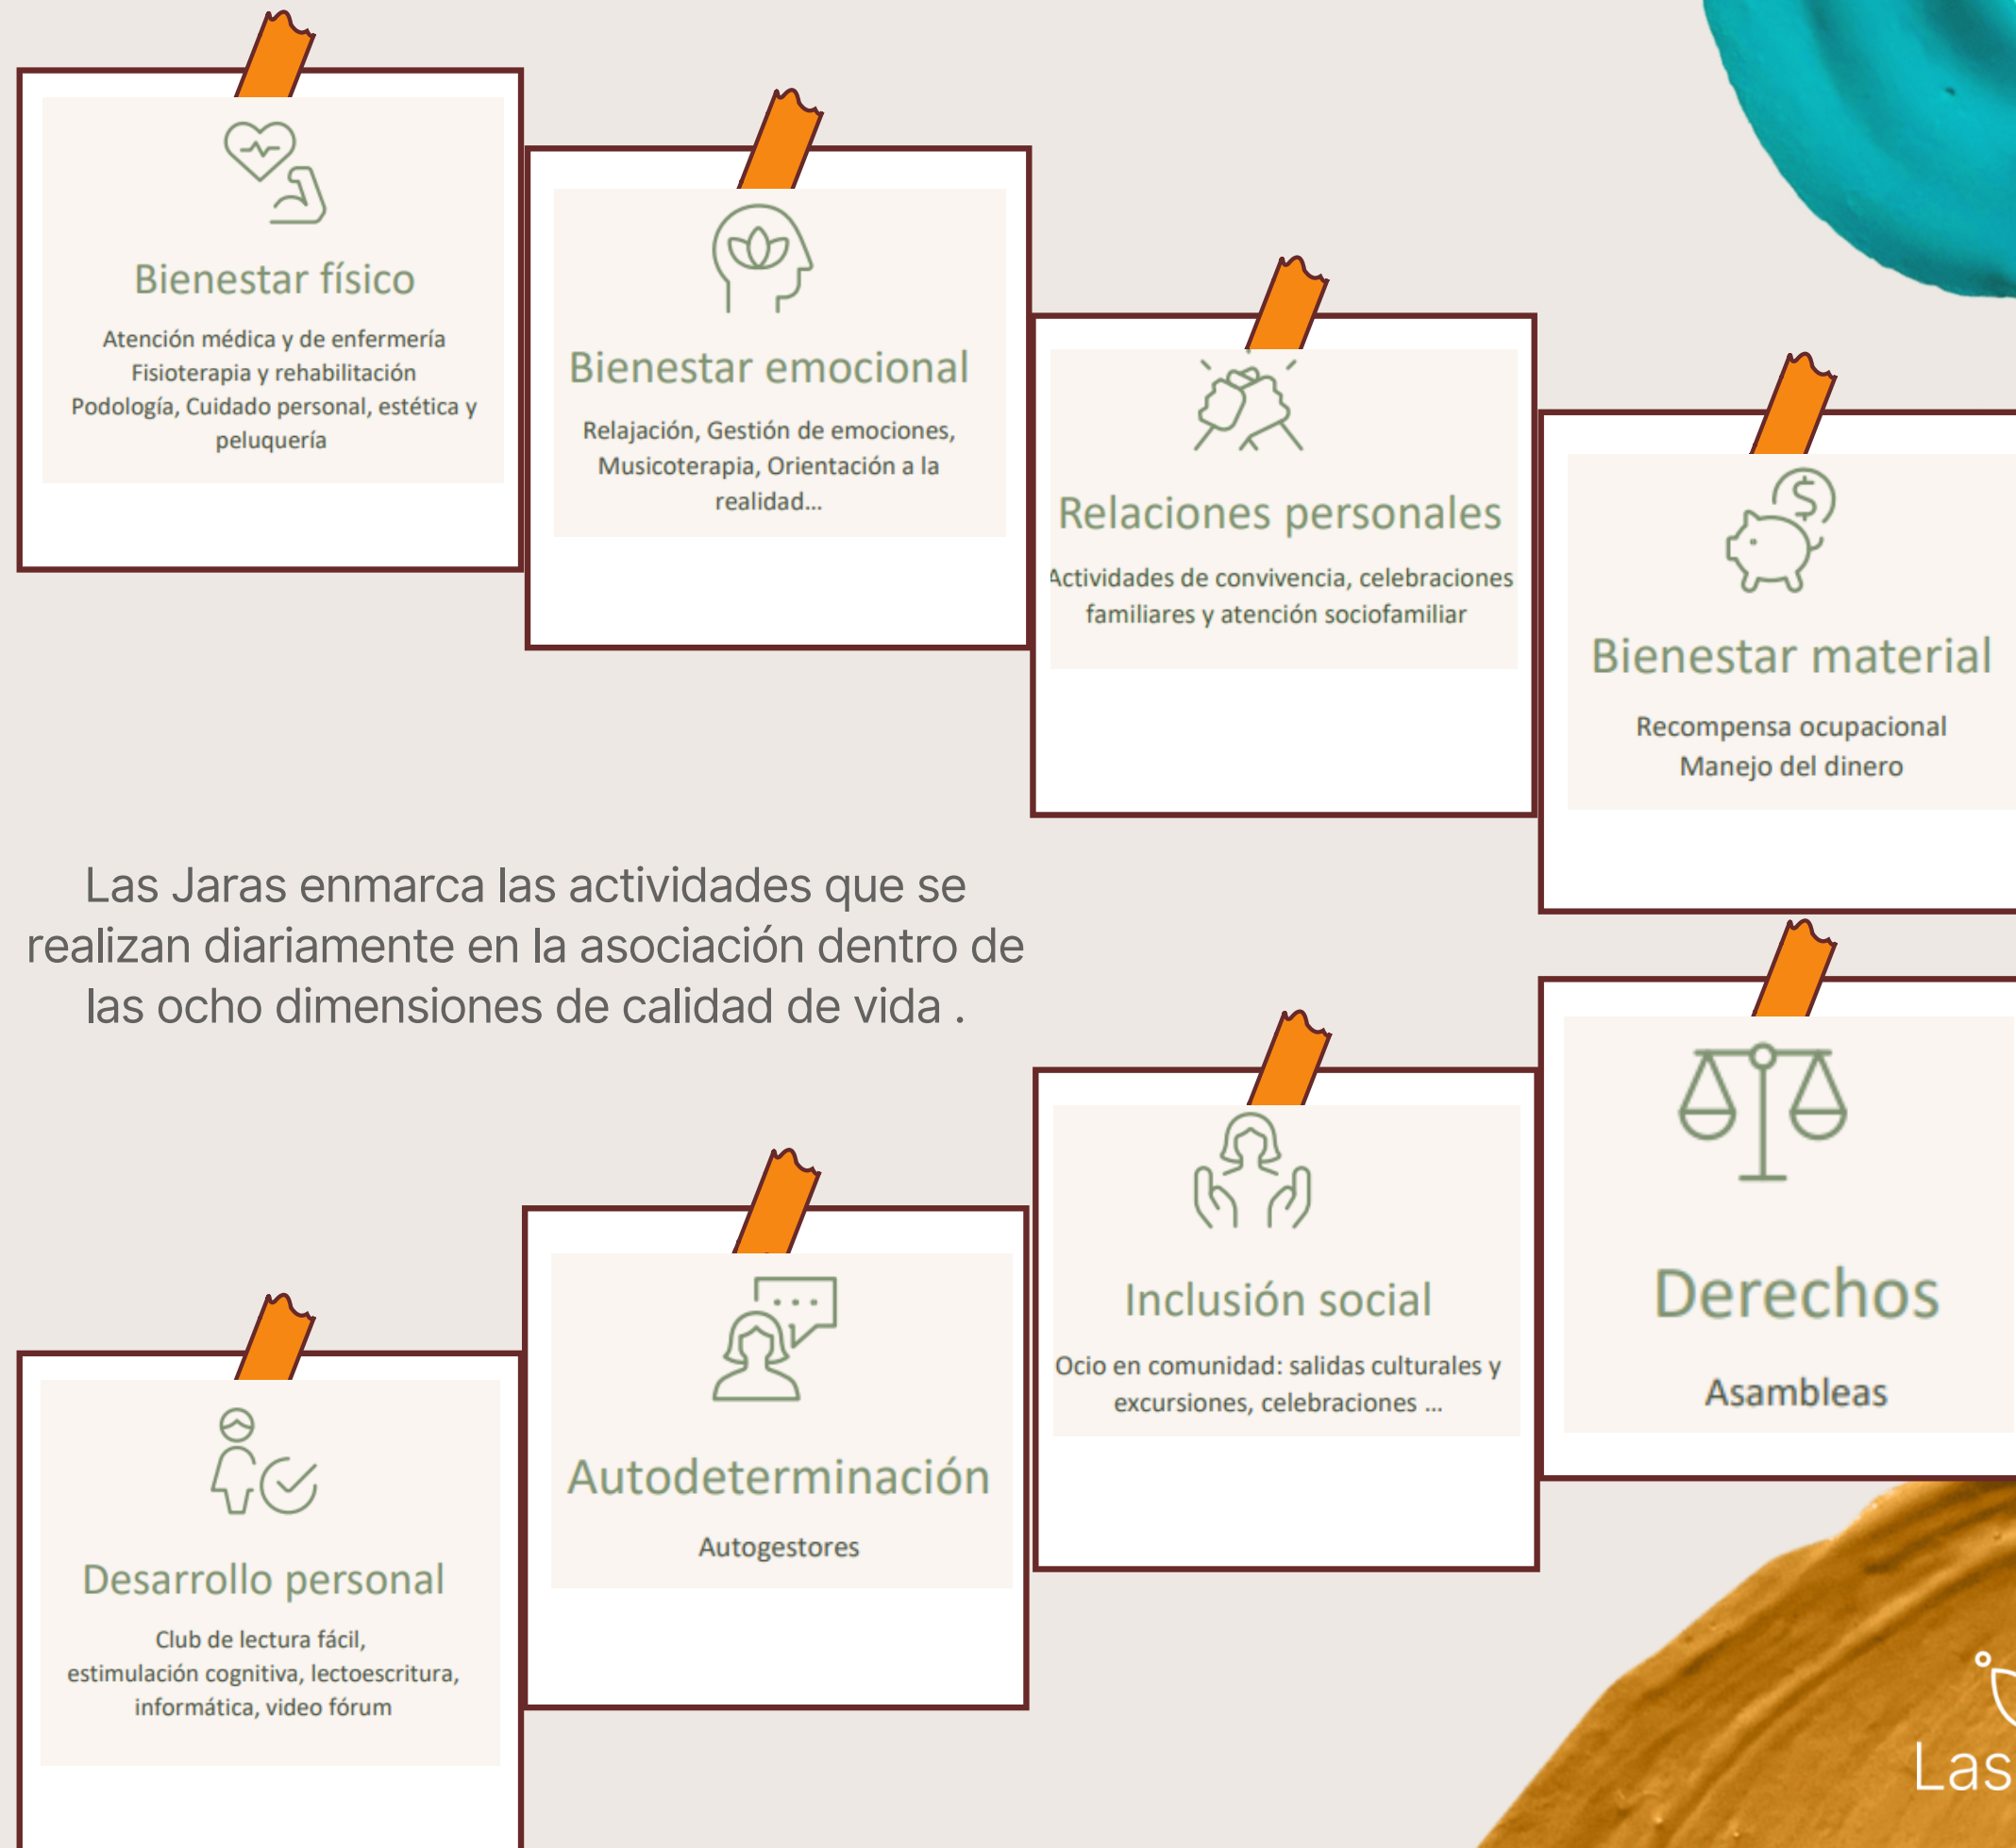 Bienestar físico
Atención médica y de enfermería
Fisioterapia y rehabilitación
Podología, Cuidado personal, estética y
peluquería
Bienestar emocional
Relajación, Gestión de emociones,
Musicoterapia, Orientación a la
realidad...
Relaciones personales
Actividades de convivencia, celebraciones
familiares y atención sociofamiliar
Bienestar material
Recompensa ocupacional
Manejo del dinero
Las Jaras enmarca las actividades que se
realizan diariamente en la asociación dentro de
las ocho dimensiones de calidad de vida .
Desarrollo personal
Club de lectura fácil,
estimulación cognitiva, lectoescritura,
informática, video fórum
Autodeterminación
Autogestores
Inclusión social
Ocio en comunidad: salidas culturales y
excursiones, celebraciones ...
Derechos
Asambleas
Las